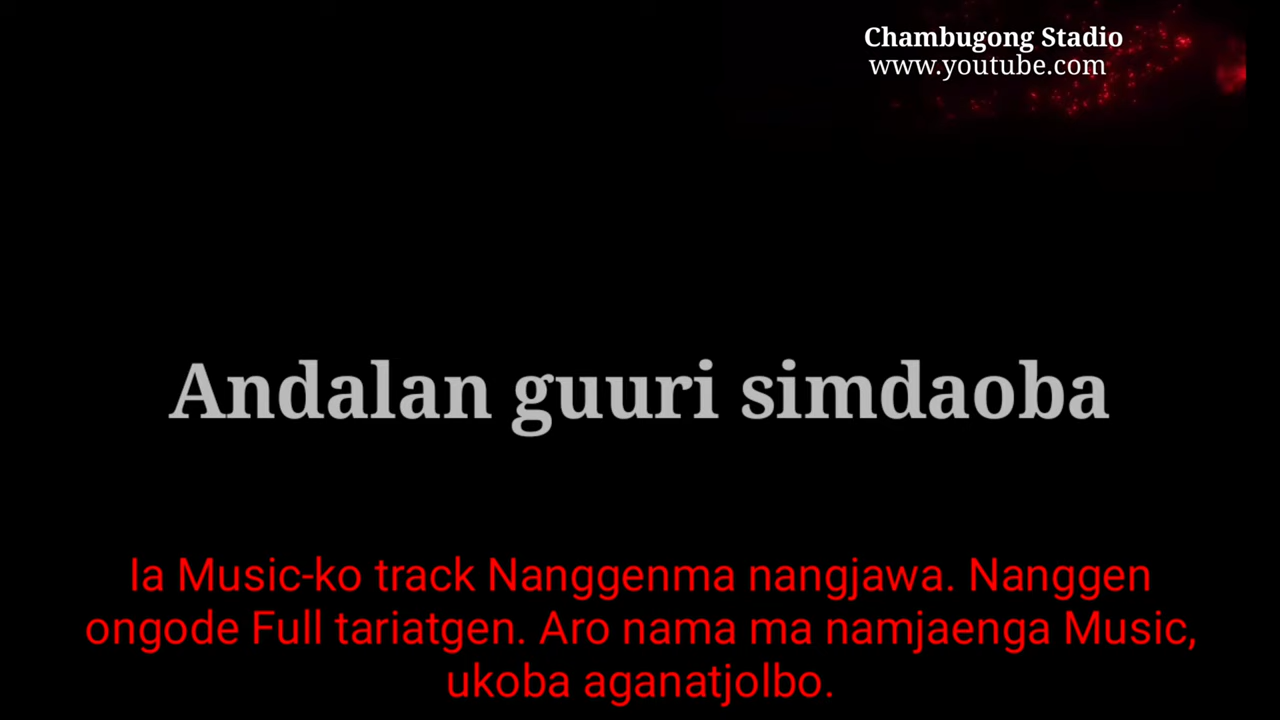 Chambugong Stadio
www.youtube.com
Andalan guuri simdaoba
Ia Music-ko track Nanggenma nangjawa. Nanggen
ongode Full tariatgen. Aro nama ma namjaenga Music,
ukoba aganatjolbo.